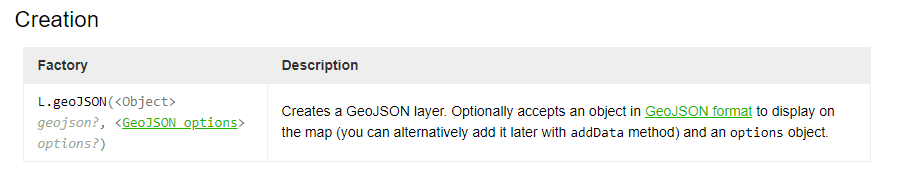 Creation
Factory Description
L.geoJSON(<Object>
geojson?, <GeoJSON options>
options?)
Creates a GeoJSON layer. Optionally accepts an object in GeoJSON format to display on
the map (you can alternatively add it later with addData method) and an options object.